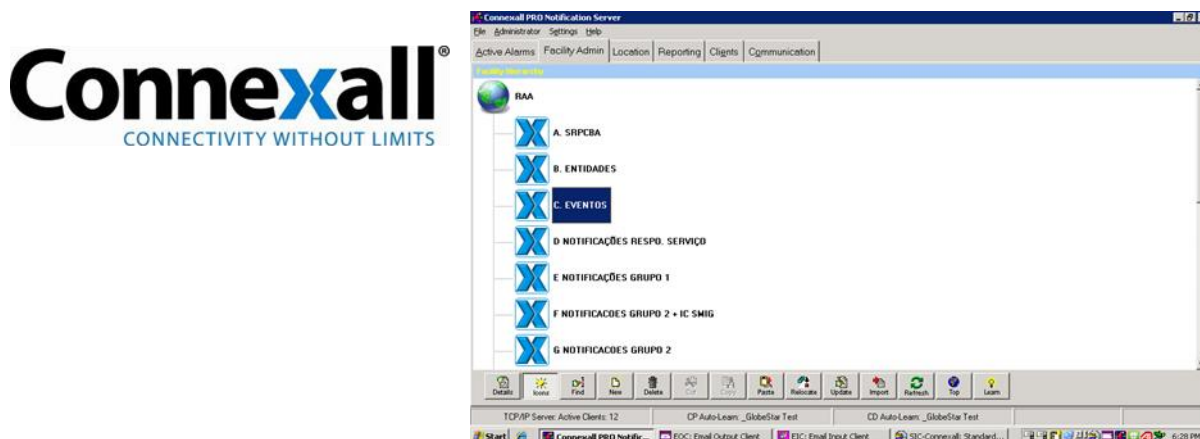 Connexall®
CONNECTIVITY WITHOUT LIMITS
Connexall PRO Notification Server
File Administrator Settings Help
Active Alarms Facility Admin Location Reporting Clients Communication
Facility Hierarchy
RAA
A. SRPCBA
B. ENTIDADES
C. EVENTOS
D NOTIFICAÇÕES RESPO. SERVIÇO
E NOTIFICAÇÕES GRUPO 1
F NOTIFICACOES GRUPO 2 + IC SMIG
G NOTIFICACOES GRUPO 2
Details Icons Find New Delete Cut Copy Paste Relocate Update Import Refresh Top Learn
TCP/IP Server: Active Clients: 12 CP Auto-Learn: _GlobeStar Test CD Auto-Learn: _GlobeStar Test
Start Connexall PRO Notific... EOC: Email Output Client EIC: Email Input Client SIC-Connexall: Standard...